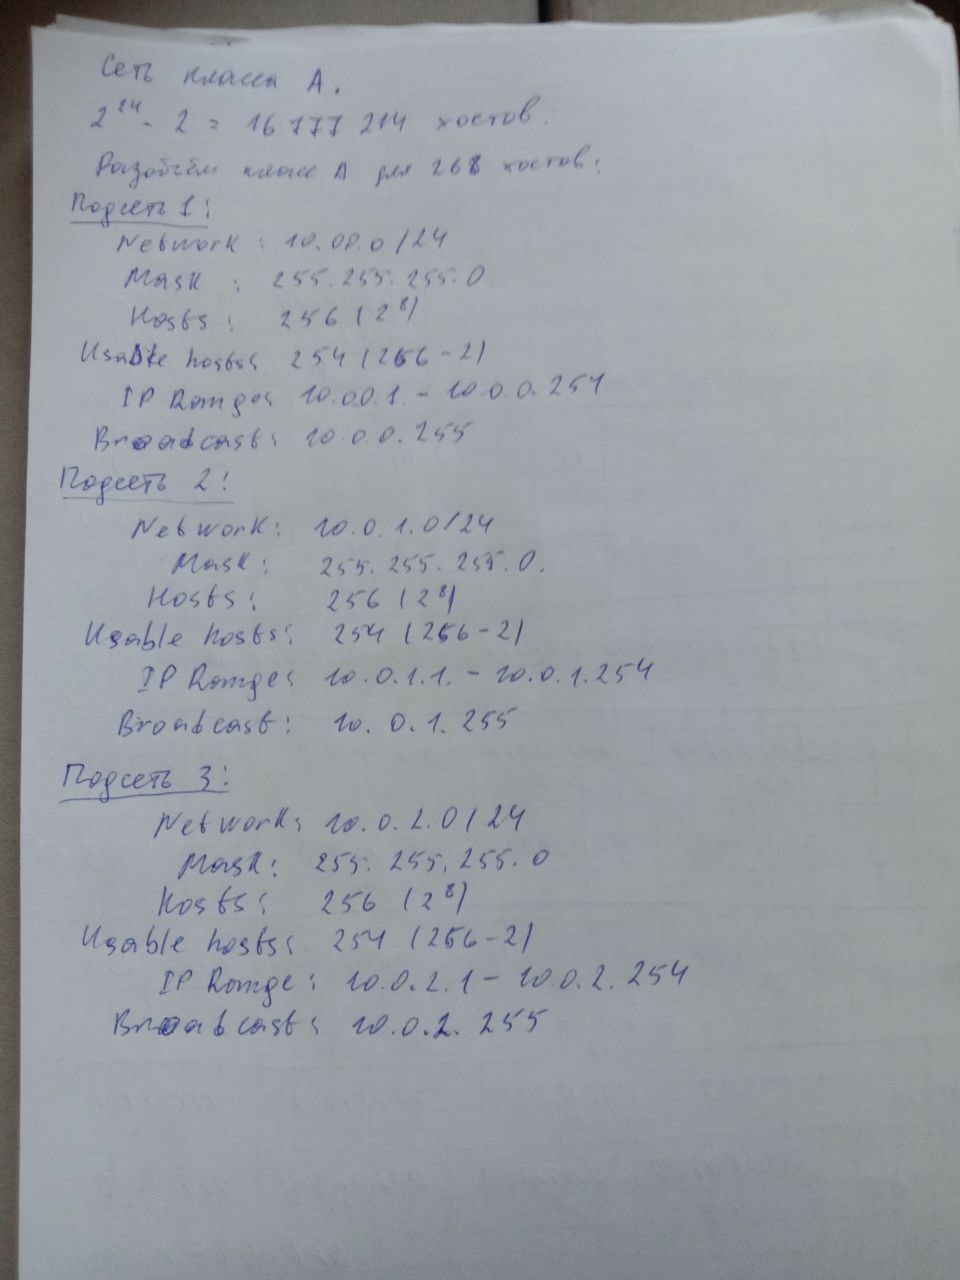 Сеть класса A.
2^24 - 2 = 16 777 214 хостов.
Разобьём класс A для 268 хостов:
Подсеть 1:
Network: 10.00.0/24
Mask: 255.255.255.0
Hosts: 256 (2^8)
Usable hosts: 254 (256-2)
IP Range: 10.0.0.1. - 10.0.0.254
Broadcast: 10.0.0.255
Подсеть 2:
Network: 10.0.1.0/24
Mask: 255.255.255.0.
Hosts: 256 (2^8)
Usable hosts: 254 (256-2)
IP Range: 10.0.1.1. - 10.0.1.254
Broadcast: 10.0.1.255
Подсеть 3:
Network: 10.0.2.0/24
Mask: 255.255.255.0
Hosts: 256 (2^8)
Usable hosts: 254 (256-2)
IP Range: 10.0.2.1 - 10.0.2.254
Broadcast: 10.0.2.255